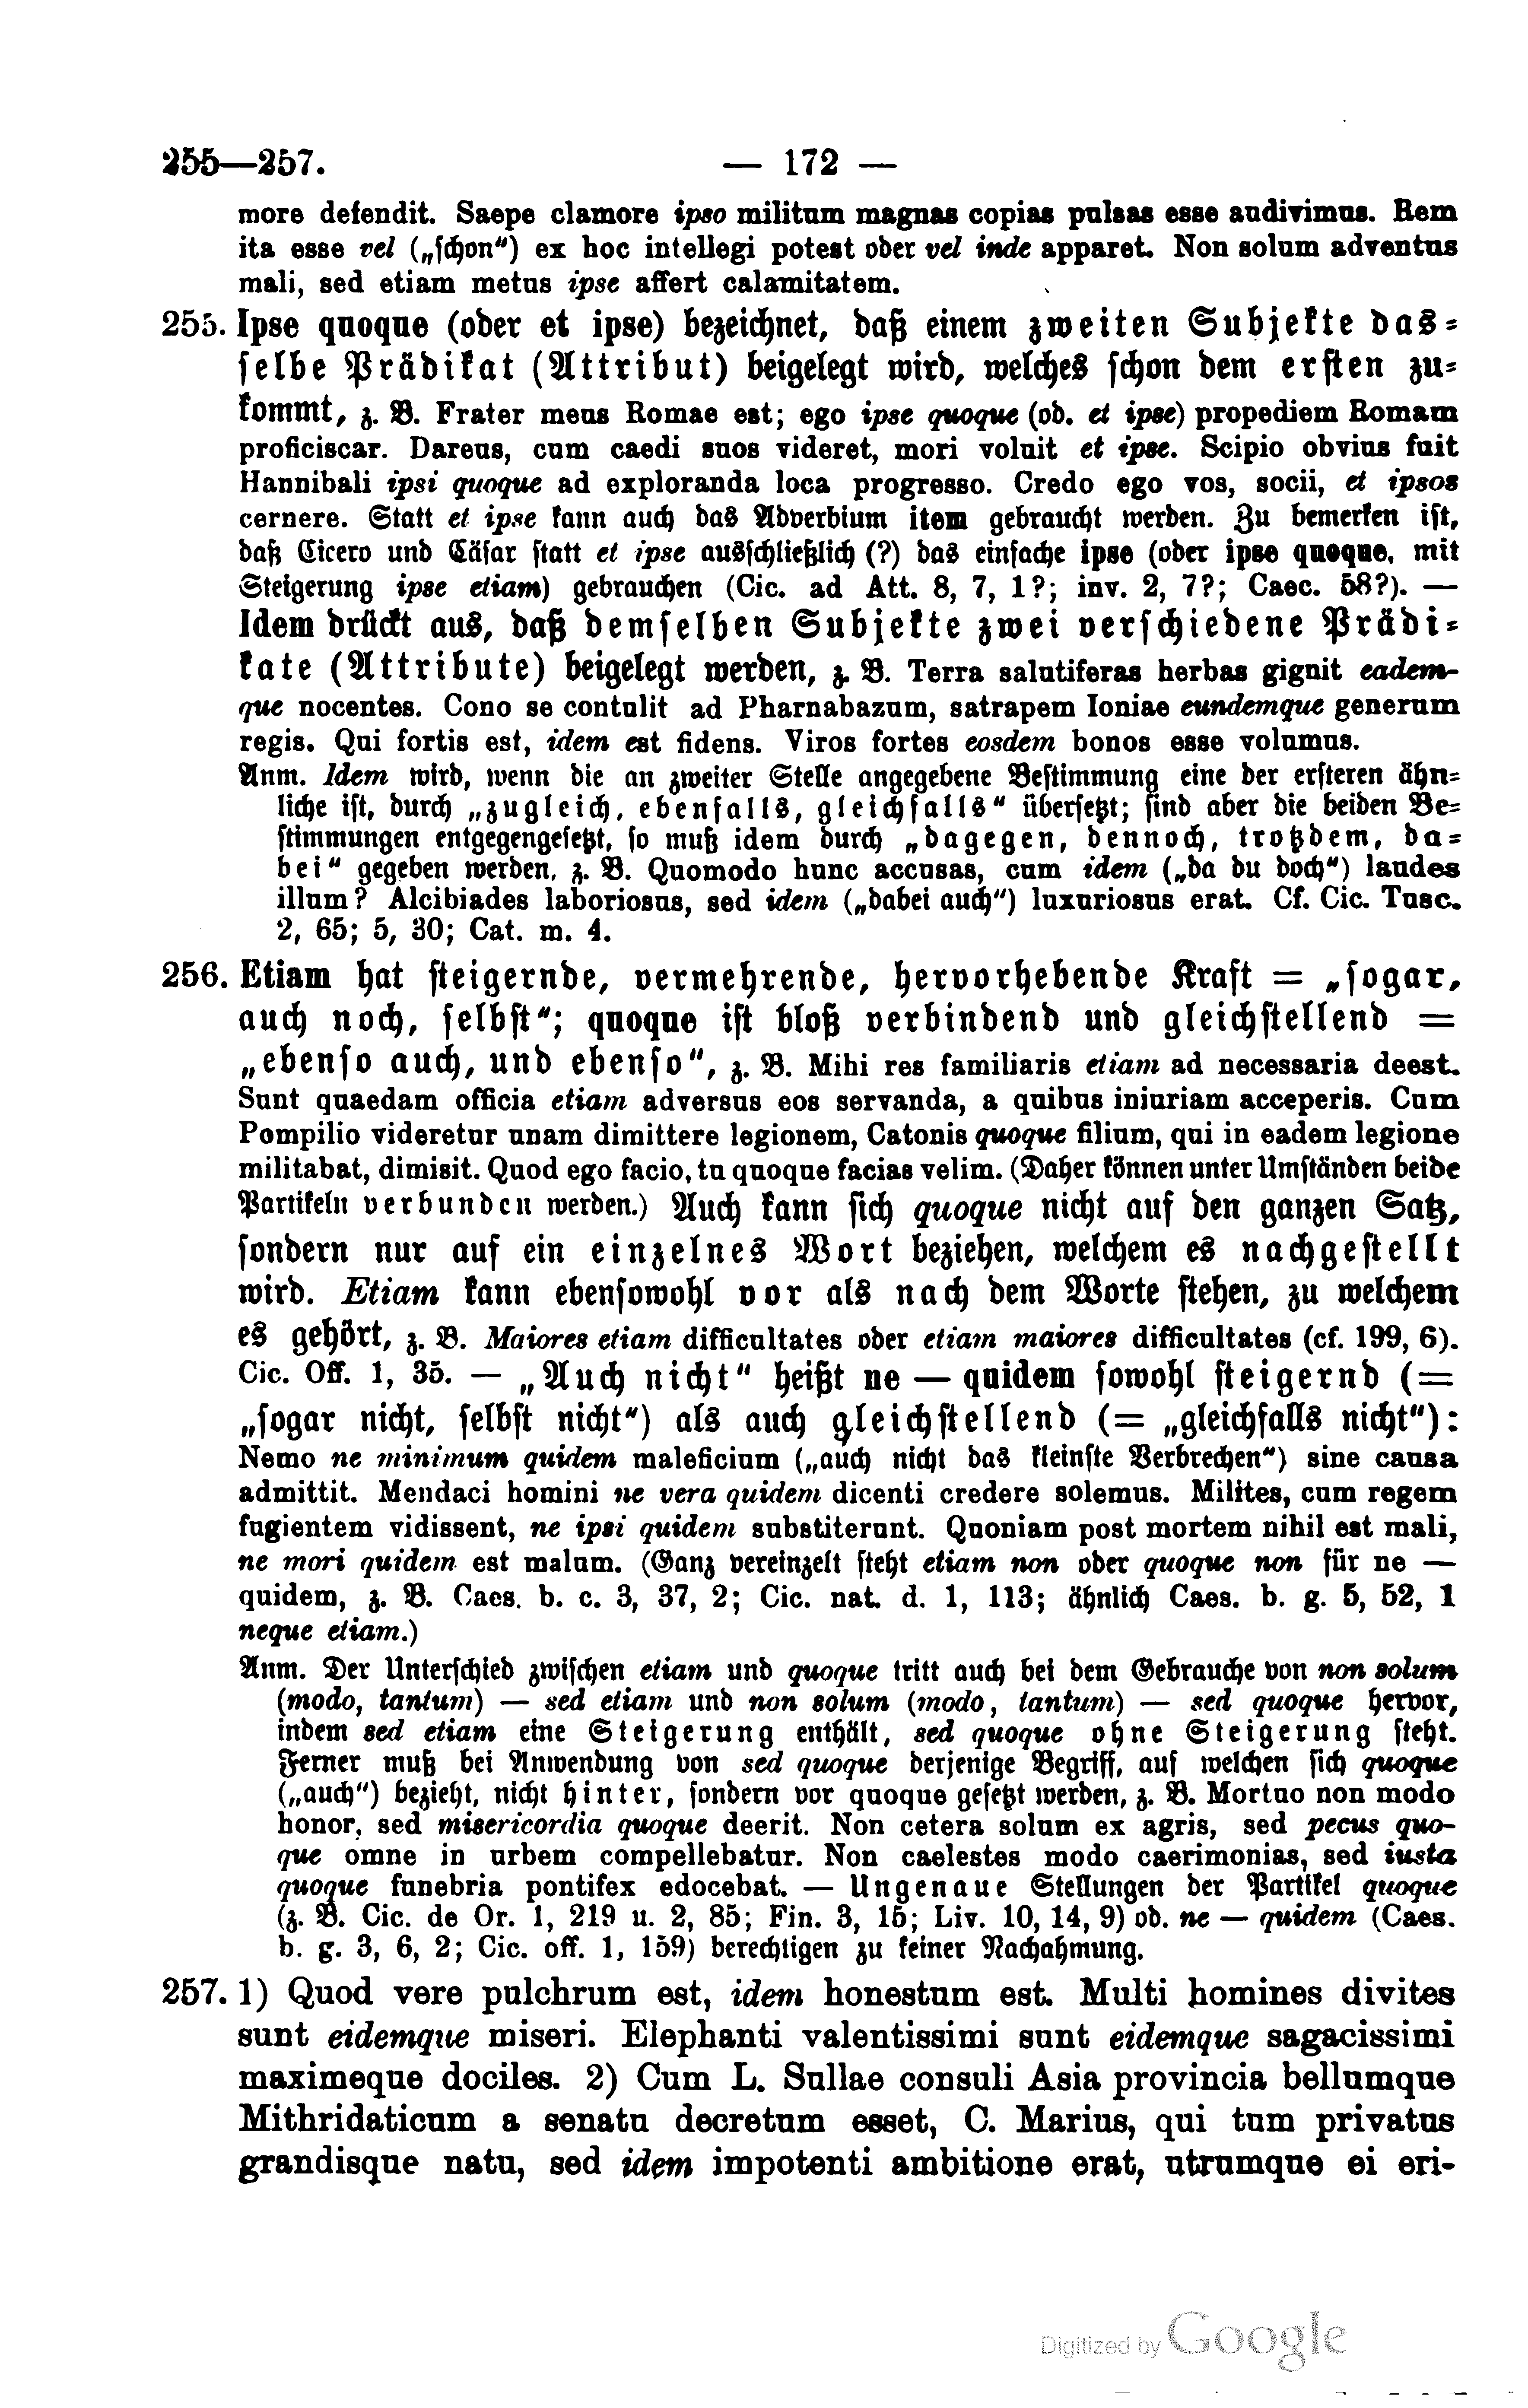 255—257. — 172 —
more defendit. Saepe clamore ipso militum magnas copias pulsas esse audivimus. Rem
ita esse vel („schon“) ex hoc intellegi potest oder vel inde apparet. Non solum adventus
mali, sed etiam metus ipse affert calamitatem.
255. Ipse quoque (oder et ipse) bezeichnet, daß einem zweiten Subjekte das-
selbe Prädikat (Attribut) beigelegt wird, welches schon dem ersten zu-
kommt, z. B. Frater meus Romae est; ego ipse quoque (od. et ipse) propediem Romam
proficiscar. Dareus, cum caedi suos videret, mori voluit et ipse. Scipio obvius fuit
Hannibali ipsi quoque ad exploranda loca progresso. Credo ego vos, socii, et ipsos
cernere. Statt et ipse kann auch das Adverbium item gebraucht werden. Zu bemerken ist,
daß Cicero und Cäsar statt et ipse ausschließlich (?) das einfache ipse (oder ipse quoque, mit
Steigerung ipse etiam) gebrauchen (Cic. ad Att. 8, 7, 1?; inv. 2, 7?; Caec. 58?). —
Idem drückt aus, daß demselben Subjekte zwei verschiedene Prädi-
kate (Attribute) beigelegt werden, z. B. Terra salutiferas herbas gignit eadem-
que nocentes. Cono se contulit ad Pharnabazum, satrapem Ioniae eundemque generum
regis. Qui fortis est, idem est fidens. Viros fortes eosdem bonos esse volumus.
Anm. Idem wird, wenn die an zweiter Stelle angegebene Bestimmung eine der ersteren ähn-
liche ist, durch „zugleich, ebenfalls, gleichfalls“ übersetzt; sind aber die beiden Be-
stimmungen entgegengesetzt, so muß idem durch „dagegen, dennoch, trotzdem, da-
bei“ gegeben werden, z. B. Quomodo hunc accusas, cum idem („da du doch“) laudes
illum? Alcibiades laboriosus, sed idem („dabei auch“) luxuriosus erat. Cf. Cic. Tusc.
2, 65; 5, 30; Cat. m. 4.
256. Etiam hat steigernde, vermehrende, hervorhebende Kraft = „sogar,
auch noch, selbst“; quoque ist bloß verbindend und gleichstellend =
„ebenso auch, und ebenso“, z. B. Mihi res familiaris etiam ad necessaria deest.
Sunt quaedam officia etiam adversus eos servanda, a quibus iniuriam acceperis. Cum
Pompilio videretur unam dimittere legionem, Catonis quoque filium, qui in eadem legione
militabat, dimisit. Quod ego facio, tu quoque facias velim. (Daher können unter Umständen beide
Partikeln verbunden werden.) Auch kann sich quoque nicht auf den ganzen Satz,
sondern nur auf ein einzelnes Wort beziehen, welchem es nachgestellt
wird. Etiam kann ebensowohl vor als nach dem Worte stehen, zu welchem
es gehört, z. B. Maiores etiam difficultates oder etiam maiores difficultates (cf. 199, 6).
Cic. Off. 1, 35. — „Auch nicht“ heißt ne — quidem sowohl steigernd (=
„sogar nicht, selbst nicht“) als auch gleichstellend (= „gleichfalls nicht“):
Nemo ne minimum quidem maleficium („auch nicht das kleinste Verbrechen“) sine causa
admittit. Mendaci homini ne vera quidem dicenti credere solemus. Milites, cum regem
fugientem vidissent, ne ipsi quidem substiterunt. Quoniam post mortem nihil est mali,
ne mori quidem est malum. (Ganz vereinzelt steht etiam non oder quoque non für ne —
quidem, z. B. Caes. b. c. 3, 37, 2; Cic. nat. d. 1, 113; ähnlich Caes. b. g. 5, 52, 1
neque etiam.)
Anm. Der Unterschied zwischen etiam und quoque tritt auch bei dem Gebrauche von non solum
(modo, tantum) — sed etiam und non solum (modo, tantum) — sed quoque hervor,
indem sed etiam eine Steigerung enthält, sed quoque ohne Steigerung steht.
Ferner muß bei Anwendung von sed quoque derjenige Begriff, auf welchen sich quoque
(„auch“) bezieht, nicht hinter, sondern vor quoque gesetzt werden, z. B. Mortuo non modo
honor, sed misericordia quoque deerit. Non cetera solum ex agris, sed pecus quo-
que omne in urbem compellebatur. Non caelestes modo caerimonias, sed iusta
quoque funebria pontifex edocebat. — Ungenaue Stellungen der Partikel quoque
(z. B. Cic. de Or. 1, 219 u. 2, 85; Fin. 3, 15; Liv. 10, 14, 9) od. ne — quidem (Caes.
b. g. 3, 6, 2; Cic. off. 1, 159) berechtigen zu keiner Nachahmung.
257. 1) Quod vere pulchrum est, idem honestum est. Multi homines divites
sunt eidemque miseri. Elephanti valentissimi sunt eidemque sagacissimi
maximeque dociles. 2) Cum L. Sullae consuli Asia provincia bellumque
Mithridaticum a senatu decretum esset, C. Marius, qui tum privatus
grandisque natu, sed idem impotenti ambitione erat, utrumque ei eri-
Digitized by Google